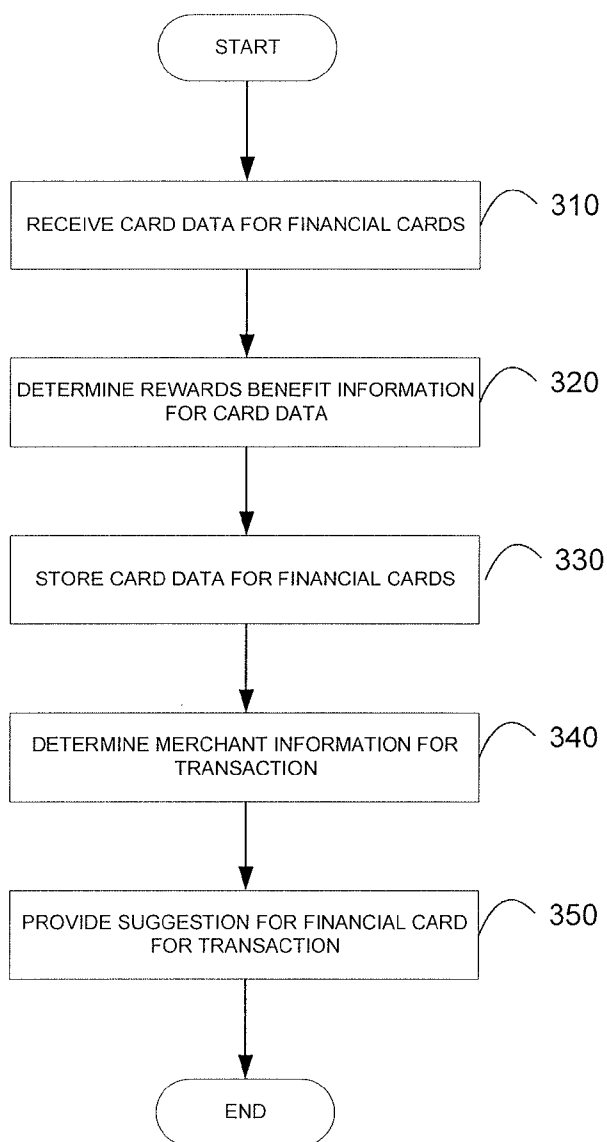 START
RECEIVE CARD DATA FOR FINANCIAL CARDS
310
DETERMINE REWARDS BENEFIT INFORMATION
FOR CARD DATA
320
STORE CARD DATA FOR FINANCIAL CARDS
330
DETERMINE MERCHANT INFORMATION FOR
TRANSACTION
340
PROVIDE SUGGESTION FOR FINANCIAL CARD
FOR TRANSACTION
350
END